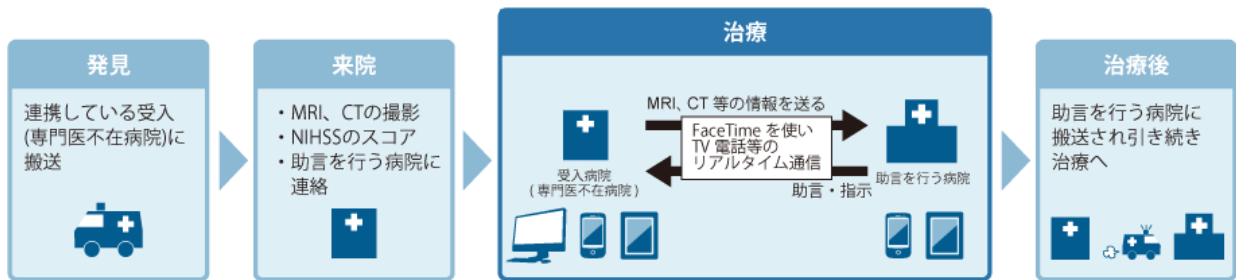 発見
連携している受入
(専門医不在病院)に
搬送
来院
・MRI、CTの撮影
・NIHSSのスコア
・助言を行う病院に
連絡
治療
MRI、CT 等の情報を送る
FaceTime を使い
TV 電話等の
リアルタイム通信
受入病院
( 専門医不在病院 )
助言を行う病院
助言・指示
治療後
助言を行う病院に
搬送され引き続き
治療へ